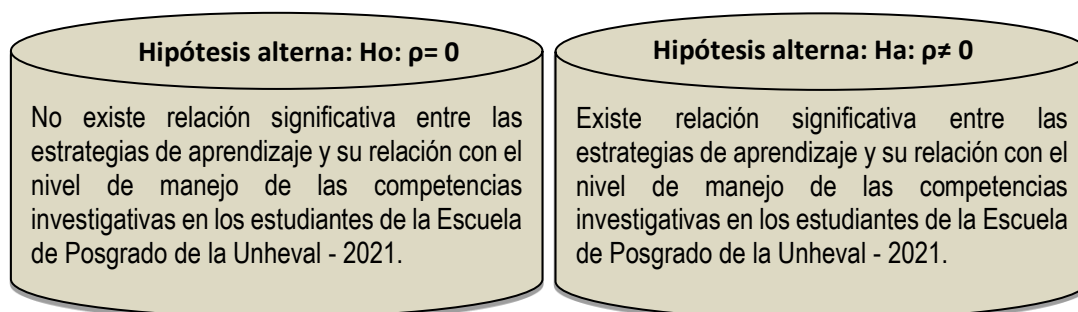 Hipótesis alterna: Ho: ρ= 0
No existe relación significativa entre las
estrategias de aprendizaje y su relación con el
nivel de manejo de las competencias
investigativas en los estudiantes de la Escuela
de Posgrado de la Unheval - 2021.
Hipótesis alterna: Ha: ρ≠ 0
Existe relación significativa entre las
estrategias de aprendizaje y su relación con el
nivel de manejo de las competencias
investigativas en los estudiantes de la Escuela
de Posgrado de la Unheval - 2021.